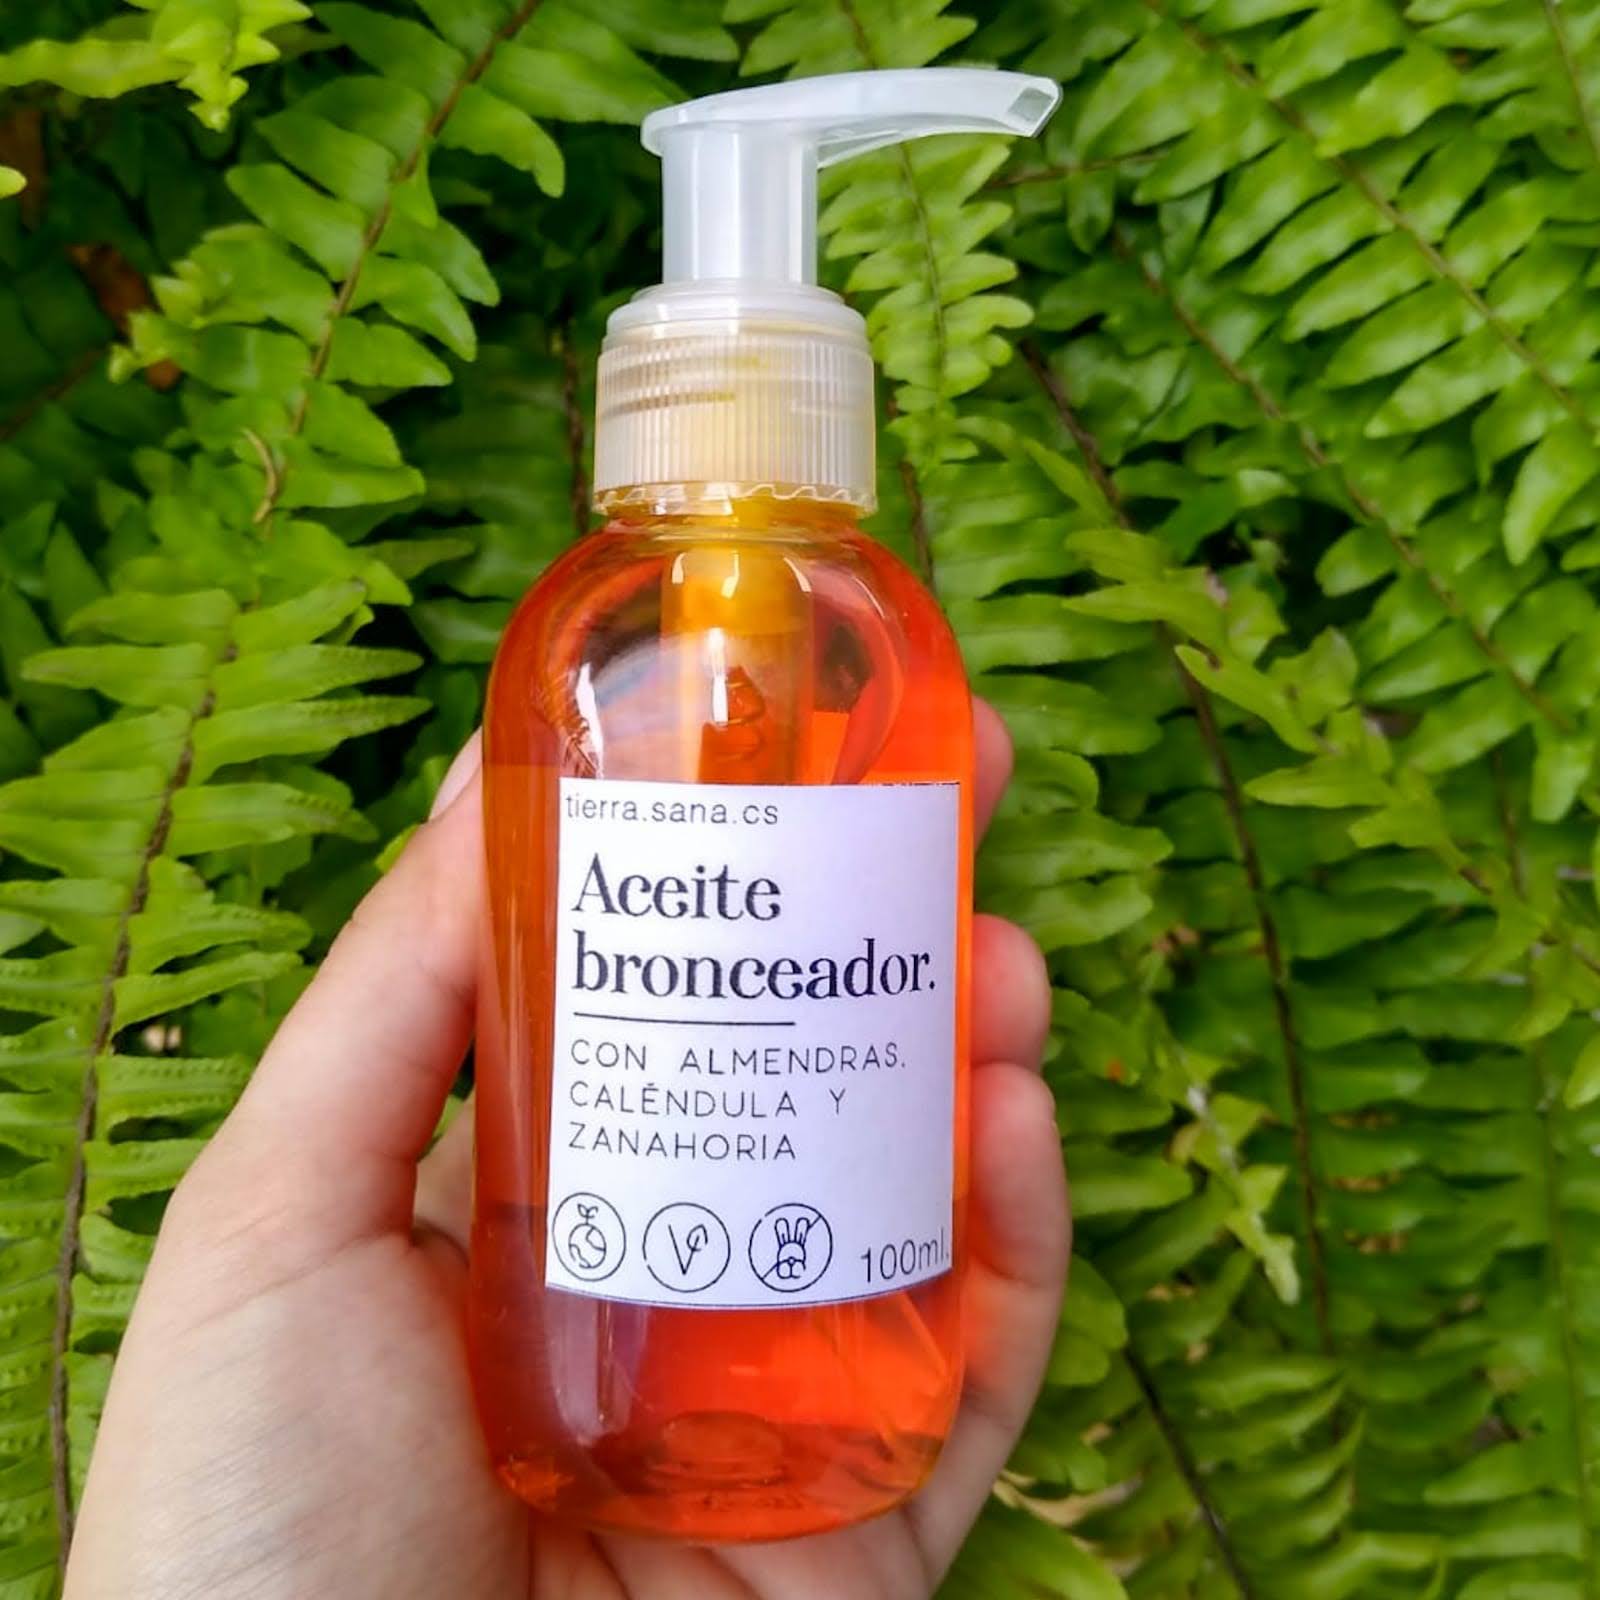 tierra.sana.cs
Aceite
bronceador.
CON ALMENDRAS,
CALÉNDULA Y
ZANAHORIA
100ml.